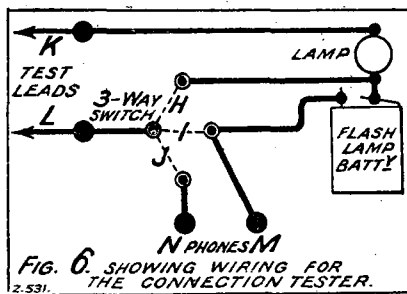 K
LAMP
TEST
LEADS
3-WAY
SWITCH
H
L
I
J
FLASH
LAMP
BATTY
N PHONES M
FIG. 6. SHOWING WIRING FOR
THE CONNECTION TESTER.
Z.531.